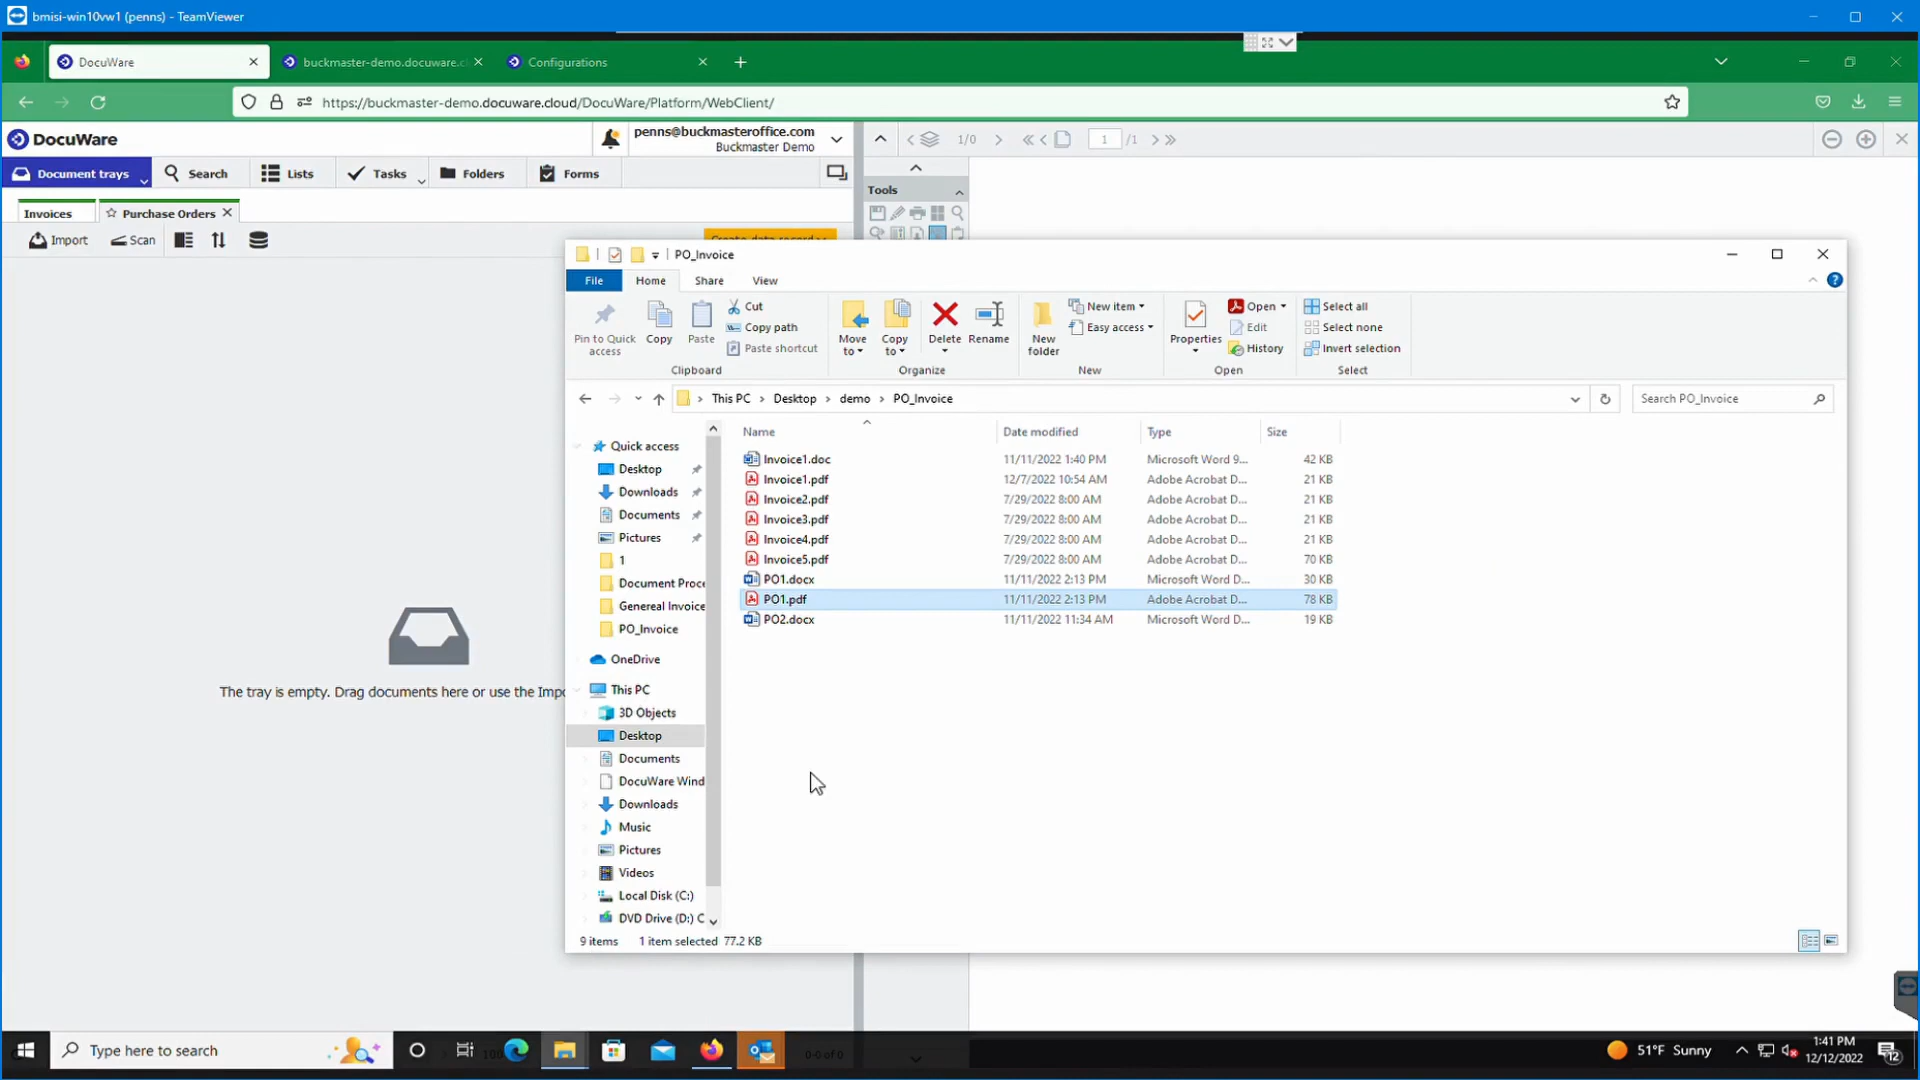 bmisi-win10vw1 (penns) - TeamViewer
DocuWare
buckmaster-demo.docuware.c
Configurations
https://buckmaster-demo.docuware.cloud/DocuWare/Platform/WebClient/
DocuWare
penns@buckmasteroffice.com
Buckmaster Demo
1/0
1
/1
Document trays
Search
Lists
Tasks
Folders
Forms
Tools
Invoices
Purchase Orders
Import
Scan
PO_Invoice
File
Home
Share
View
Pin to Quick
access
Copy
Paste
Cut
Copy path
Paste shortcut
Clipboard
Move
to
Copy
to
Delete
Rename
Organize
New
folder
New item
Easy access
New
Properties
Open
Edit
History
Open
Select all
Select none
Invert selection
Select
This PC
Desktop
demo
PO_Invoice
Search PO_Invoice
Name
Date modified
Type
Size
Invoice1.doc 11/11/2022 1:40 PM Microsoft Word 9... 42 KB
Invoice1.pdf 12/7/2022 10:54 AM Adobe Acrobat D... 21 KB
Invoice2.pdf 7/29/2022 8:00 AM Adobe Acrobat D... 21 KB
Invoice3.pdf 7/29/2022 8:00 AM Adobe Acrobat D... 21 KB
Invoice4.pdf 7/29/2022 8:00 AM Adobe Acrobat D... 21 KB
Invoice5.pdf 7/29/2022 8:00 AM Adobe Acrobat D... 70 KB
PO1.docx 11/11/2022 2:13 PM Microsoft Word D... 30 KB
PO1.pdf 11/11/2022 2:13 PM Adobe Acrobat D... 78 KB
PO2.docx 11/11/2022 11:34 AM Microsoft Word D... 19 KB
Quick access
Desktop
Downloads
Documents
Pictures
1
Document Proce
Genereal Invoice
PO_Invoice
OneDrive
This PC
3D Objects
Desktop
Documents
DocuWare Wind
Downloads
Music
Pictures
Videos
Local Disk (C:)
DVD Drive (D:) C
The tray is empty. Drag documents here or use the Impo
9 items
1 item selected 77.2 KB
Type here to search
0-0 of 0
51°F Sunny
1:41 PM
12/12/2022
12